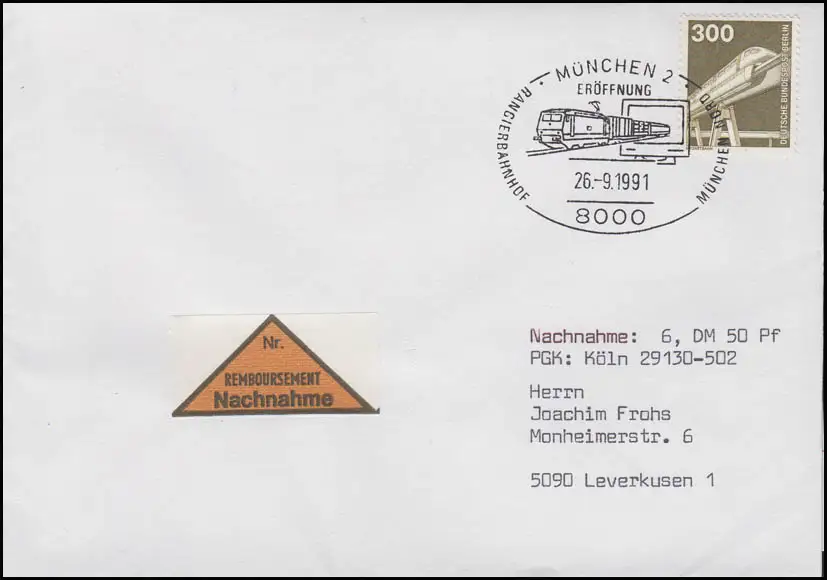 300
DEUTSCHE BUNDESPOST BERLIN
MÜNCHEN 2
ERÖFFNUNG
RANGIERBAHNHOF
MÜNCHEN NORD
26.-9.1991
8000
Nr.
REMBOURSEMENT
Nachnahme
Nachnahme: 6, DM 50 Pf
PGK: Köln 29130-502
Herrn
Joachim Frohs
Monheimerstr. 6
5090 Leverkusen 1